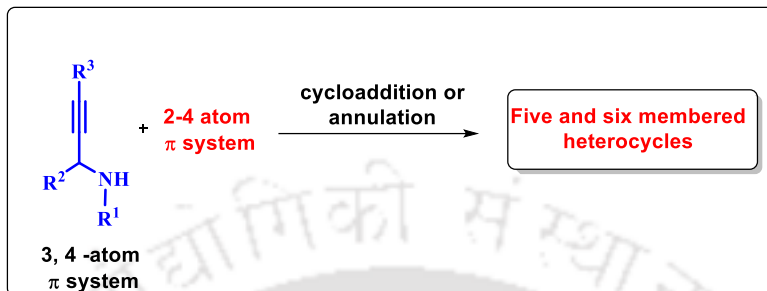 R³
R²
NH
R¹
3, 4 -atom
π system
+
2-4 atom
π system
cycloaddition or
annulation
Five and six membered
heterocycles
द्योगिकी संस्था